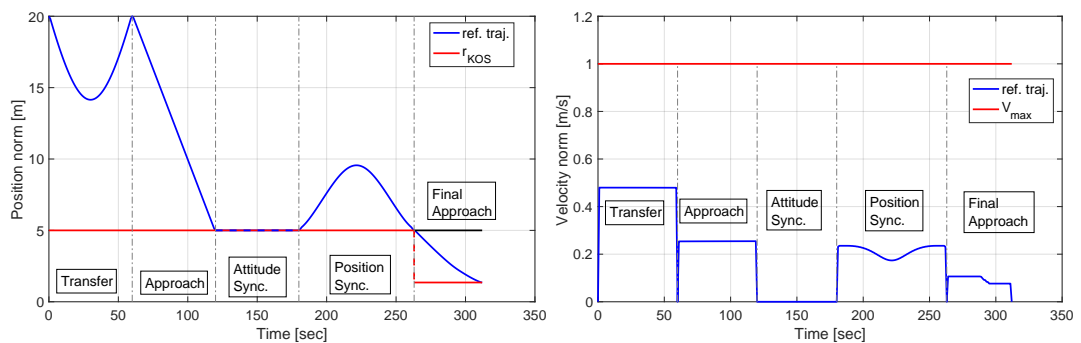 20
15
10
5
0
Position norm [m]
ref. traj.
r_KOS
Final
Approach
Transfer
Approach
Attitude
Sync.
Position
Sync.
0 50 100 150 200 250 300 350
Time [sec]
1.2
1
0.8
0.6
0.4
0.2
0
Velocity norm [m/s]
ref. traj.
V_max
Transfer
Approach
Attitude
Sync.
Position
Sync.
Final
Approach
0 50 100 150 200 250 300 350
Time [sec]